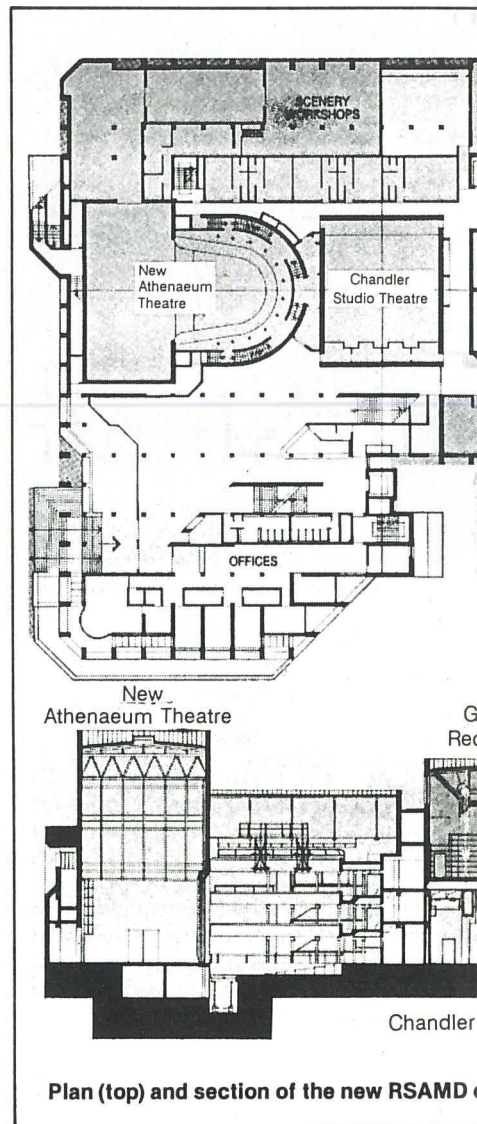 SCENERY
WORKSHOPS
New
Athenaeum
Theatre
Chandler
Studio Theatre
OFFICES
New
Athenaeum Theatre
G
Rec
Chandler
Plan (top) and section of the new RSAMD